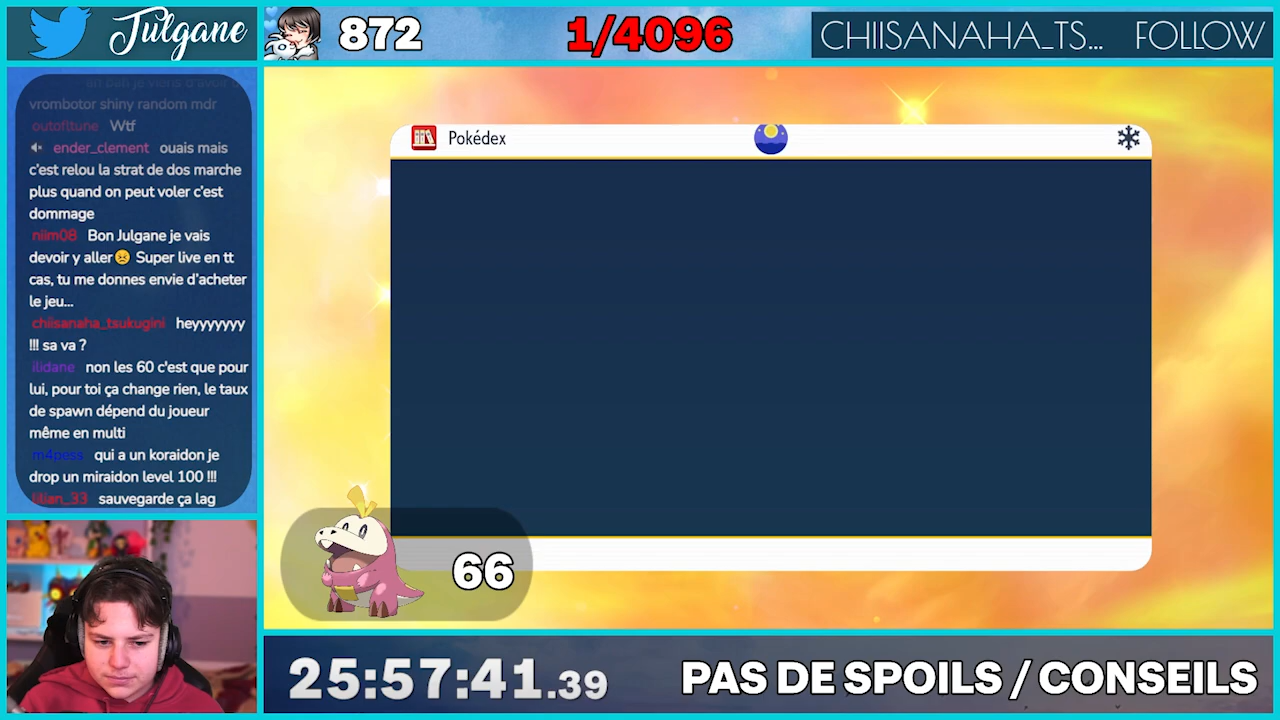 Julgane
872
1/4096
CHIISANAHA_TS... FOLLOW
vrombotor shiny random mdr
outofltune Wtf
ender_clement ouais mais
c'est relou la strat de dos marche
plus quand on peut voler c'est
dommage
niim08 Bon Julgane je vais
devoir y aller😣 Super live en tt
cas, tu me donnes envie d'acheter
le jeu...
chiisanaha_tsukugini heyyyyyyy
!!! sa va ?
ilidane non les 60 c'est que pour
lui, pour toi ça change rien, le taux
de spawn dépend du joueur
même en multi
m4pess qui a un koraidon je
drop un miraidon level 100 !!!
lilian_33 sauvegarde ça lag
Pokédex
66
25:57:41.39
PAS DE SPOILS / CONSEILS